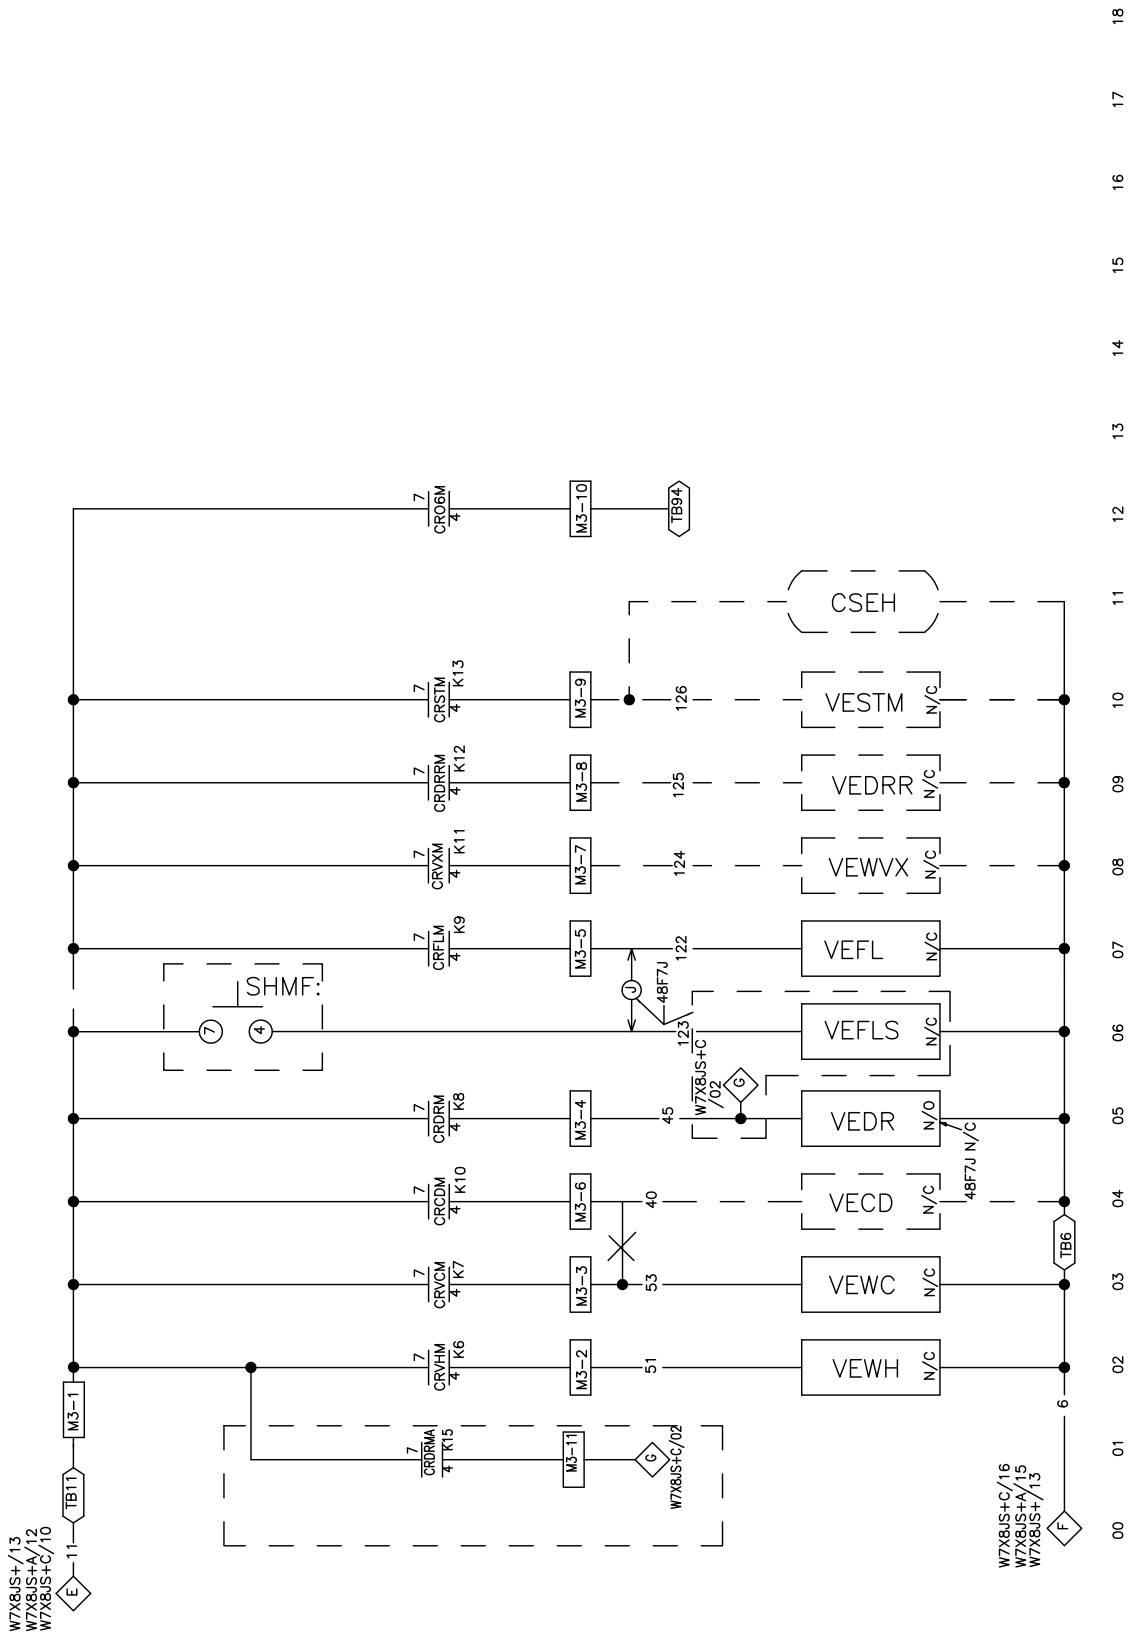 W7X8JS+/13
W7X8JS+A/12
W7X8JS+C/10
E
11
TB11
M3-1
W7X8JS+C/16
W7X8JS+A/15
W7X8JS+/13
F
6
TB6
00
01
7
CRDRMA
4
K15
M3-11
G
W7X8JS+C/02
02
7
CRVHM
4
K6
M3-2
51
VEWH
N/C
03
7
CRVCM
4
K7
M3-3
53
VEWC
N/C
04
7
CRCDM
4
K10
M3-6
40
VECD
N/C
05
7
CRDRM
4
K8
M3-4
45
W7X8JS+C
/02
G
VEDR
N/O
48F7J N/C
06
7
4
SHMF:
123
VEFLS
N/C
J
48F7J
07
7
CRFLM
4
K9
M3-5
122
VEFL
N/C
08
7
CRVXM
4
K11
M3-7
124
VEWVX
N/C
09
7
CRDRRM
4
K12
M3-8
125
VEDRR
N/C
10
7
CRSTM
4
K13
M3-9
126
VESTM
N/C
11
CSEH
12
7
CRO6M
4
M3-10
TB94
13
14
15
16
17
18